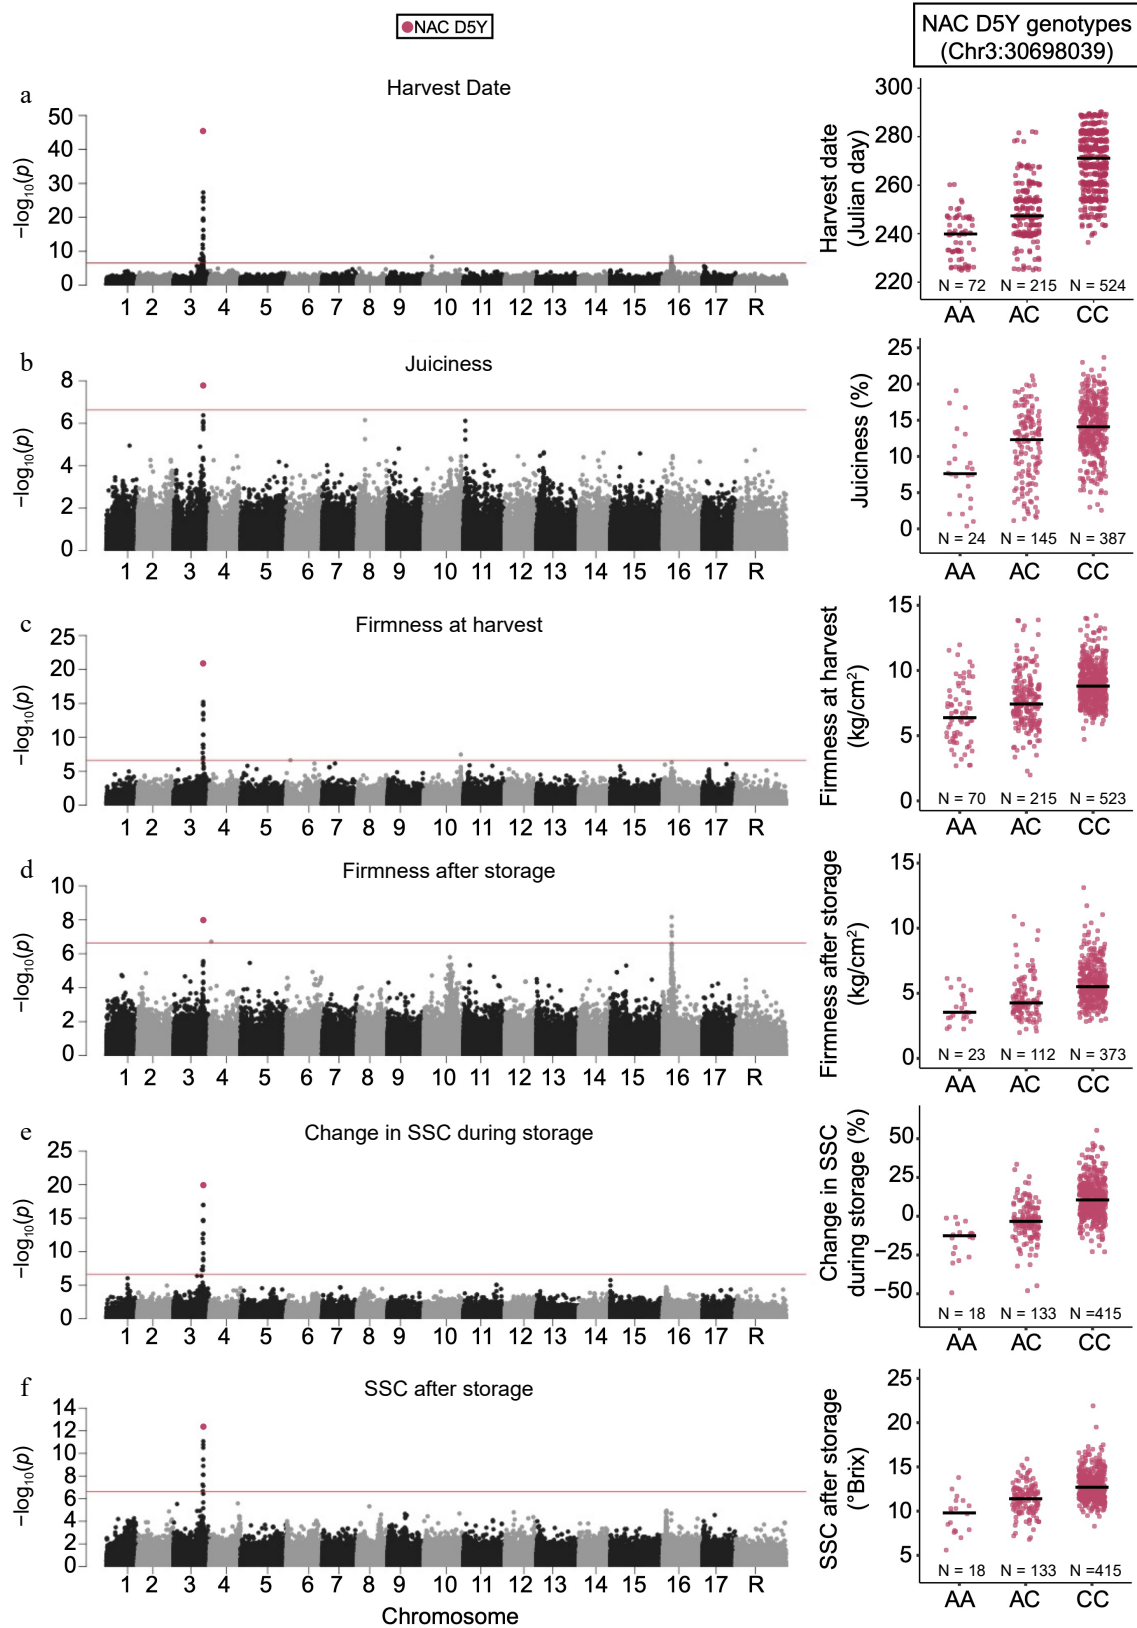 NAC D5Y
NAC D5Y genotypes
(Chr3:30698039)
a
Harvest Date
−log10(p)
50
40
30
20
10
0
1 2 3 4 5 6 7 8 9 10 11 12 13 14 15 16 17 R
Harvest date
(Julian day)
300
280
260
240
220
N = 72 N = 215 N = 524
AA AC CC
b
Juiciness
−log10(p)
8
6
4
2
0
1 2 3 4 5 6 7 8 9 10 11 12 13 14 15 16 17 R
Juiciness (%)
25
20
15
10
5
0
N = 24 N = 145 N = 387
AA AC CC
c
Firmness at harvest
−log10(p)
25
20
15
10
5
0
1 2 3 4 5 6 7 8 9 10 11 12 13 14 15 16 17 R
Firmness at harvest
(kg/cm²)
15
10
5
0
N = 70 N = 215 N = 523
AA AC CC
d
Firmness after storage
−log10(p)
10
8
6
4
2
0
1 2 3 4 5 6 7 8 9 10 11 12 13 14 15 16 17 R
Firmness after storage
(kg/cm²)
15
10
5
0
N = 23 N = 112 N = 373
AA AC CC
e
Change in SSC during storage
−log10(p)
25
20
15
10
5
0
1 2 3 4 5 6 7 8 9 10 11 12 13 14 15 16 17 R
Change in SSC
during storage (%)
50
25
0
−25
−50
N = 18 N = 133 N =415
AA AC CC
f
SSC after storage
−log10(p)
14
12
10
8
6
4
2
0
1 2 3 4 5 6 7 8 9 10 11 12 13 14 15 16 17 R
Chromosome
SSC after storage
(°Brix)
25
20
15
10
5
N = 18 N = 133 N =415
AA AC CC